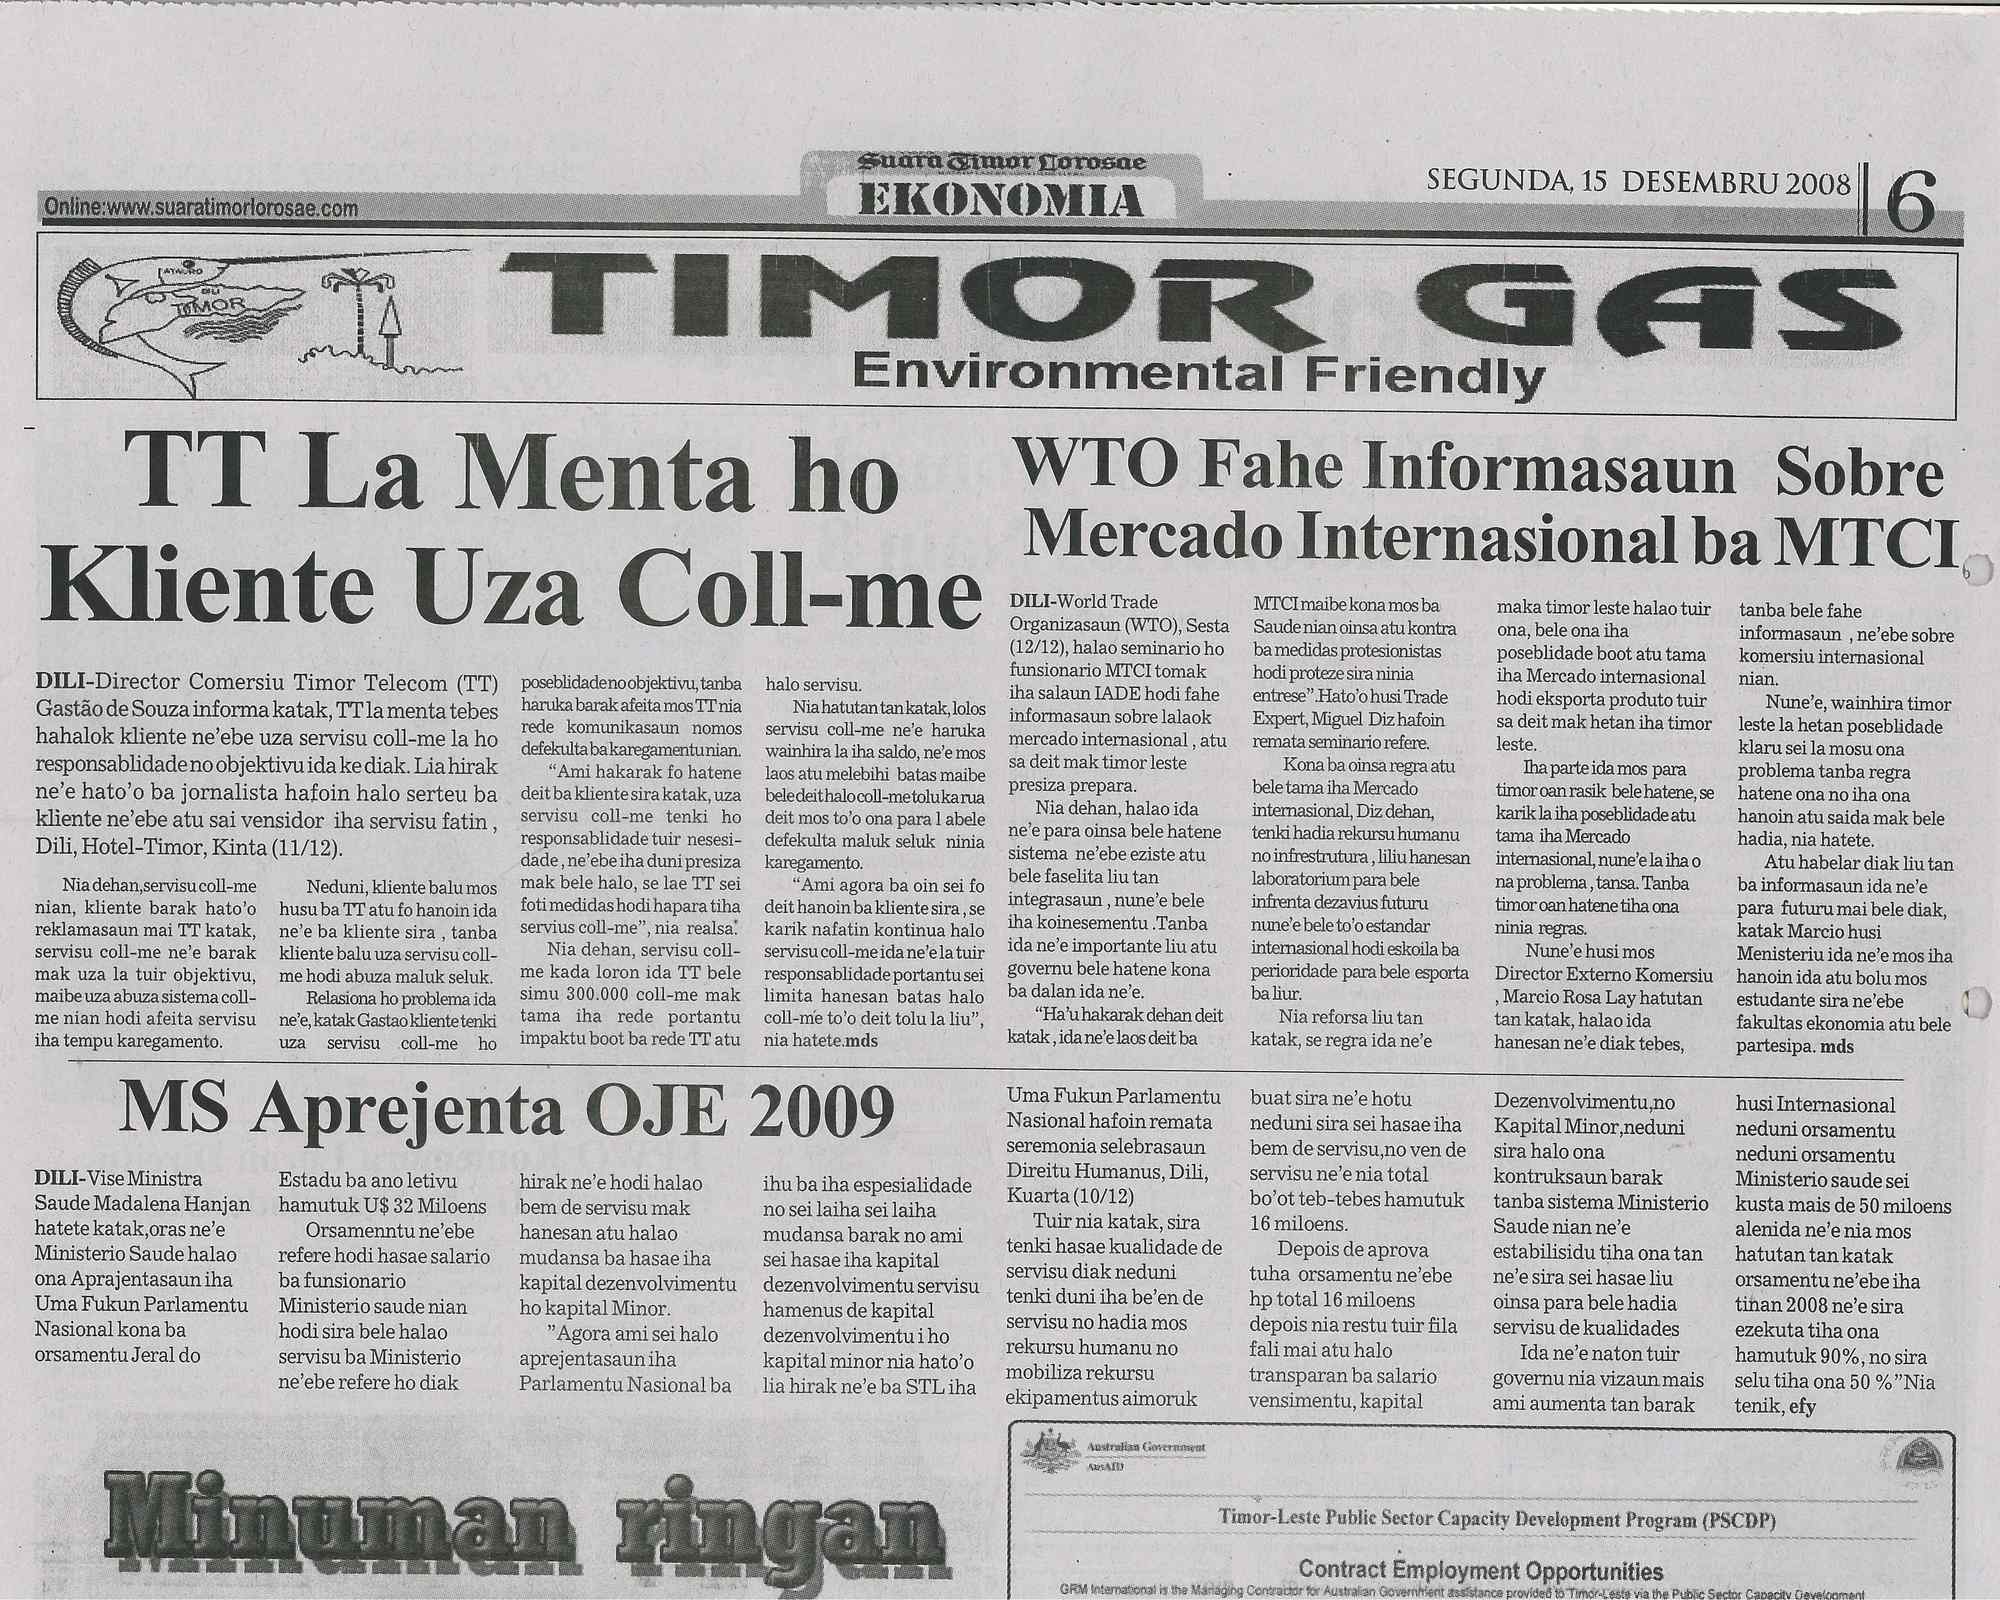 Suara Timor Lorosae
EKONOMIA
Online:www.suaratimorlorosae.com
SEGUNDA, 15 DESEMBRU 2008
6
ATAURO
DILI
TIMOR
TIMOR GAS
Environmental Friendly
TT La Menta ho
Kliente Uza Coll-me
DILI-Director Comersiu Timor Telecom (TT)
Gastão de Souza informa katak, TT la menta tebes
hahalok kliente ne'ebe uza servisu coll-me la ho
responsablidade no objektivu ida ke diak. Lia hirak
ne'e hato'o ba jornalista hafoin halo serteu ba
kliente ne'ebe atu sai vensidor iha servisu fatin ,
Dili, Hotel-Timor, Kinta (11/12).
Nia dehan,servisu coll-me
nian, kliente barak hato'o
reklamasaun mai TT katak,
servisu coll-me ne'e barak
mak uza la tuir objektivu,
maibe uza abuza sistema coll-
me nian hodi afeita servisu
iha tempu karegamento.
Neduni, kliente balu mos
husu ba TT atu fo hanoin ida
ne'e ba kliente sira , tanba
kliente balu uza servisu coll-
me hodi abuza maluk seluk.
Relasiona ho problema ida
ne'e, katak Gastao kliente tenki
uza servisu coll-me ho
poseblidade no objektivu, tanba
haruka barak afeita mos TT nia
rede komunikasaun nomos
defekulta ba karegamentu nian.
"Ami hakarak fo hatene
deit ba kliente sira katak, uza
servisu coll-me tenki ho
responsablidade tuir nesesi-
dade , ne'ebe iha duni presiza
mak bele halo, se lae TT sei
foti medidas hodi hapara tiha
servius coll-me", nia realsa.
Nia dehan, servisu coll-
me kada loron ida TT bele
simu 300.000 coll-me mak
tama iha rede portantu
impaktu boot ba rede TT atu
halo servisu.
Nia hatutan tan katak, lolos
servisu coll-me ne'e haruka
wainhira la iha saldo, ne'e mos
laos atu melebihi batas maibe
bele deit halo coll-me tolu ka rua
deit mos to'o ona para l abele
defekulta maluk seluk ninia
karegamento.
"Ami agora ba oin sei fo
deit hanoin ba kliente sira , se
karik nafatin kontinua halo
servisu coll-me ida ne'e la tuir
responsablidade portantu sei
limita hanesan batas halo
coll-me to'o deit tolu la liu",
nia hatete.mds
WTO Fahe Informasaun Sobre
Mercado Internasional ba MTCI
DILI-World Trade
Organizasaun (WTO), Sesta
(12/12), halao seminario ho
funsionario MTCI tomak
iha salaun IADE hodi fahe
informasaun sobre lalaok
mercado internasional , atu
sa deit mak timor leste
presiza prepara.
Nia dehan, halao ida
ne'e para oinsa bele hatene
sistema ne'ebe eziste atu
bele faselita liu tan
integrasaun , nune'e bele
iha koinesementu .Tanba
ida ne'e importante liu atu
governu bele hatene kona
ba dalan ida ne'e.
"Ha'u hakarak dehan deit
katak , ida ne'e laos deit ba
MTCI maibe kona mos ba
Saude nian oinsa atu kontra
ba medidas protesionistas
hodi proteze sira ninia
entrese".Hato'o husi Trade
Expert, Miguel Diz hafoin
remata seminario refere.
Kona ba oinsa regra atu
bele tama iha Mercado
internasional, Diz dehan,
tenki hadia rekursu humanu
no infrestrutura , liliu hanesan
laboratorium para bele
infrenta dezavius futuru
nune'e bele to'o estandar
internasional hodi eskoila ba
perioridade para bele esporta
ba liur.
Nia reforsa liu tan
katak, se regra ida ne'e
maka timor leste halao tuir
ona, bele ona iha
poseblidade boot atu tama
iha Mercado internasional
hodi eksporta produto tuir
sa deit mak hetan iha timor
leste.
Iha parte ida mos para
timor oan rasik bele hatene, se
karik la iha poseblidade atu
tama iha Mercado
internasional, nune'e la iha o
na problema , tansa. Tanba
timor oan hatene tiha ona
ninia regras.
Nune'e husi mos
Director Externo Komersiu
, Marcio Rosa Lay hatutan
tan katak, halao ida
hanesan ne'e diak tebes,
tanba bele fahe
informasaun , ne'ebe sobre
komersiu internasional
nian.
Nune'e, wainhira timor
leste la hetan poseblidade
klaru sei la mosu ona
problema tanba regra
hatene ona no iha ona
hanoin atu saida mak bele
hadia, nia hatete.
Atu habelar diak liu tan
ba informasaun ida ne'e
para futuru mai bele diak,
katak Marcio husi
Menisteriu ida ne'e mos iha
hanoin ida atu bolu mos
estudante sira ne'ebe
fakultas ekonomia atu bele
partesipa. mds
MS Aprejenta OJE 2009
DILI-Vise Ministra
Saude Madalena Hanjan
hatete katak,oras ne'e
Ministerio Saude halao
ona Aprajentasaun iha
Uma Fukun Parlamentu
Nasional kona ba
orsamentu Jeral do
Estadu ba ano letivu
hamutuk U$ 32 Miloens
Orsamenntu ne'ebe
refere hodi hasae salario
ba funsionario
Ministerio saude nian
hodi sira bele halao
servisu ba Ministerio
ne'ebe refere ho diak
hirak ne'e hodi halao
bem de servisu mak
hanesan atu halao
mudansa ba hasae iha
kapital dezenvolvimentu
ho kapital Minor.
"Agora ami sei halo
aprejentasaun iha
Parlamentu Nasional ba
ihu ba iha espesialidade
no sei laiha sei laiha
mudansa barak no ami
sei hasae iha kapital
dezenvolvimentu servisu
hamenus de kapital
dezenvolvimentu i ho
kapital minor nia hato'o
lia hirak ne'e ba STL iha
Uma Fukun Parlamentu
Nasional hafoin remata
seremonia selebrasaun
Direitu Humanus, Dili,
Kuarta (10/12)
Tuir nia katak, sira
tenki hasae kualidade de
servisu diak neduni
tenki duni iha be'en de
servisu no hadia mos
rekursu humanu no
mobiliza rekursu
ekipamentus aimoruk
buat sira ne'e hotu
neduni sira sei hasae iha
bem de servisu,no ven de
servisu ne'e nia total
bo'ot teb-tebes hamutuk
16 miloens.
Depois de aprova
tuha orsamentu ne'ebe
hp total 16 miloens
depois nia restu tuir fila
fali mai atu halo
transparan ba salario
vensimentu, kapital
Dezenvolvimentu,no
Kapital Minor,neduni
sira halo ona
kontruksaun barak
tanba sistema Ministerio
Saude nian ne'e
estabilisidu tiha ona tan
ne'e sira sei hasae liu
oinsa para bele hadia
servisu de kualidades
Ida ne'e naton tuir
governu nia vizaun mais
ami aumenta tan barak
husi Internasional
neduni orsamentu
neduni orsamentu
Ministerio saude sei
kusta mais de 50 miloens
alenida ne'e nia mos
hatutan tan katak
orsamentu ne'ebe iha
tinan 2008 ne'e sira
ezekuta tiha ona
hamutuk 90%, no sira
selu tiha ona 50 %"Nia
tenik, efy
Minuman ringan
Australian Government
AusAID
Timor-Leste Public Sector Capacity Development Program (PSCDP)
Contract Employment Opportunities
GRM International is the Managing Contractor for Australian Government assistance provided to Timor-Leste via the Public Sector Capacity Development